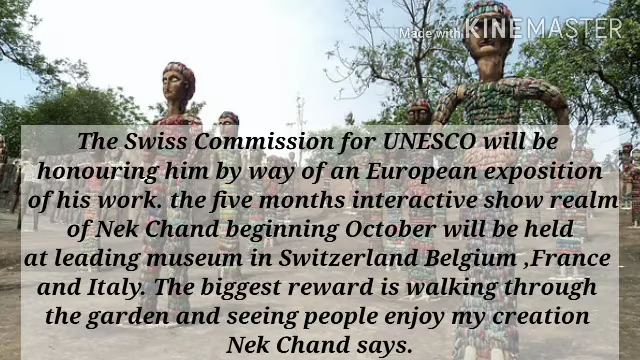 Made with KINEMASTER
The Swiss Commission for UNESCO will be
honouring him by way of an European exposition
of his work. the five months interactive show realm
of Nek Chand beginning October will be held
at leading museum in Switzerland Belgium ,France
and Italy. The biggest reward is walking through
the garden and seeing people enjoy my creation
Nek Chand says.